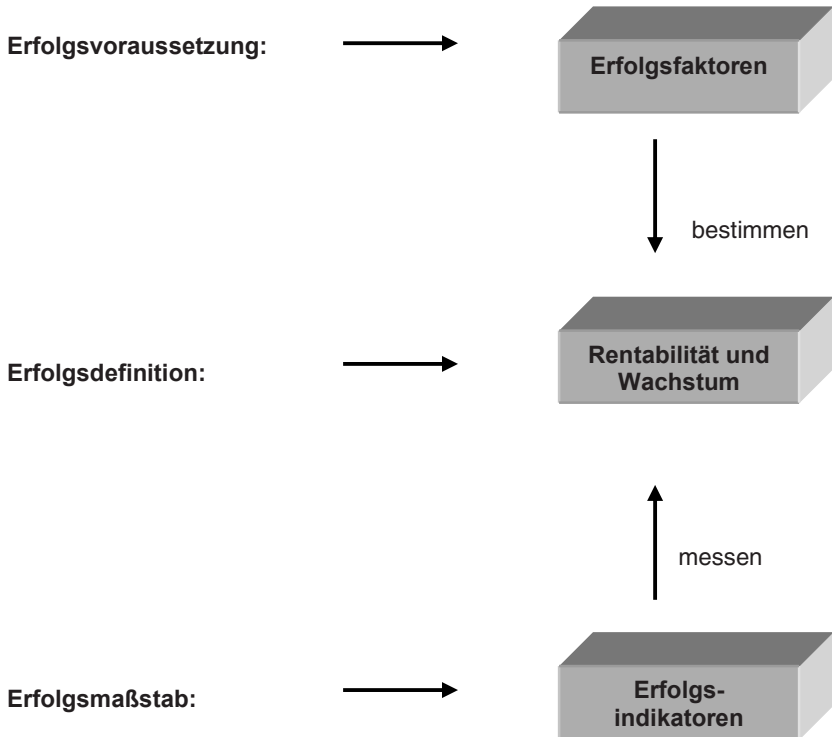 Erfolgsvoraussetzung:
Erfolgsfaktoren
bestimmen
Erfolgsdefinition:
Rentabilität und
Wachstum
messen
Erfolgsmaßstab:
Erfolgs-
indikatoren